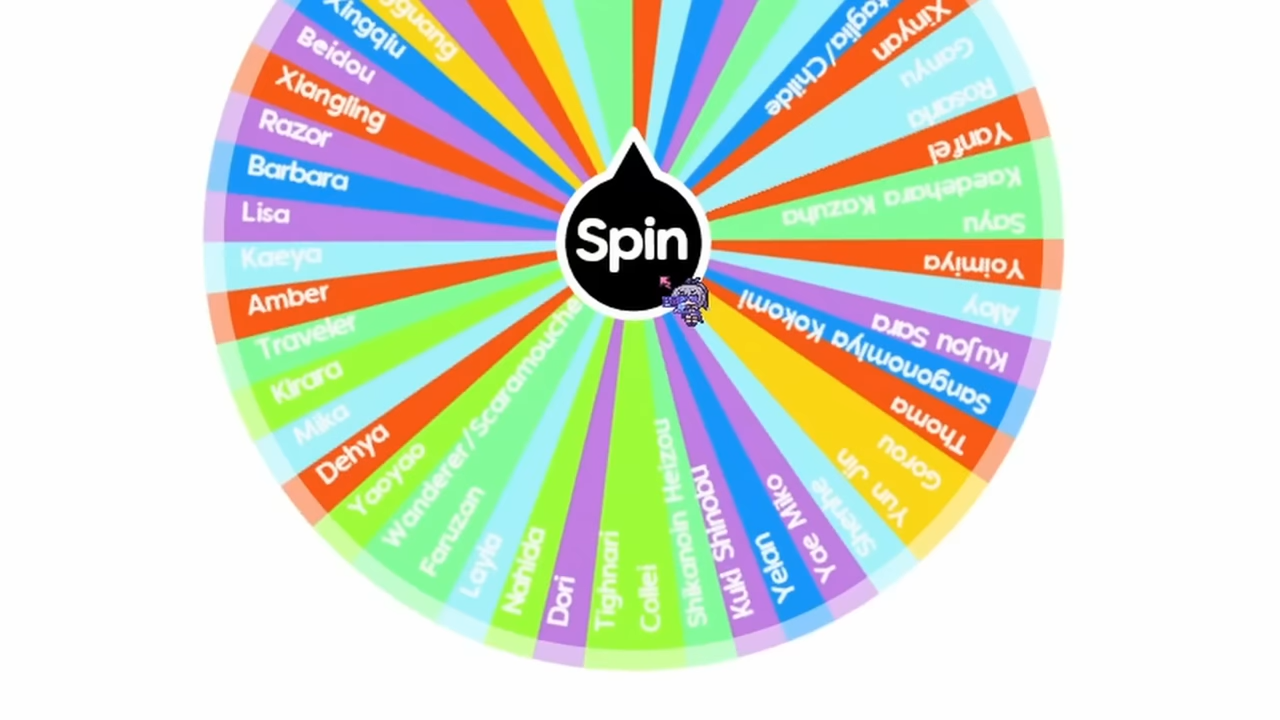 gguang
Xingqiu
Beidou
Xiangling
Razor
Barbara
Lisa
Kaeya
Amber
Traveler
Kirara
Mika
Dehya
Yaoyao
Wanderer/Scaramouche
Faruzan
Layla
Nahida
Dori
Tighnari
Collei
Shikanoin Heizou
Kuki Shinobu
Yelan
Yae Miko
Shenhe
Yun Jin
Gorou
Thoma
Sangonomiya Kokomi
Kujou Sara
Aloy
Yoimiya
Sayu
Kaedehara Kazuha
Yanfei
Rosaria
Ganyu
Xinyan
taglia/Childe
Spin